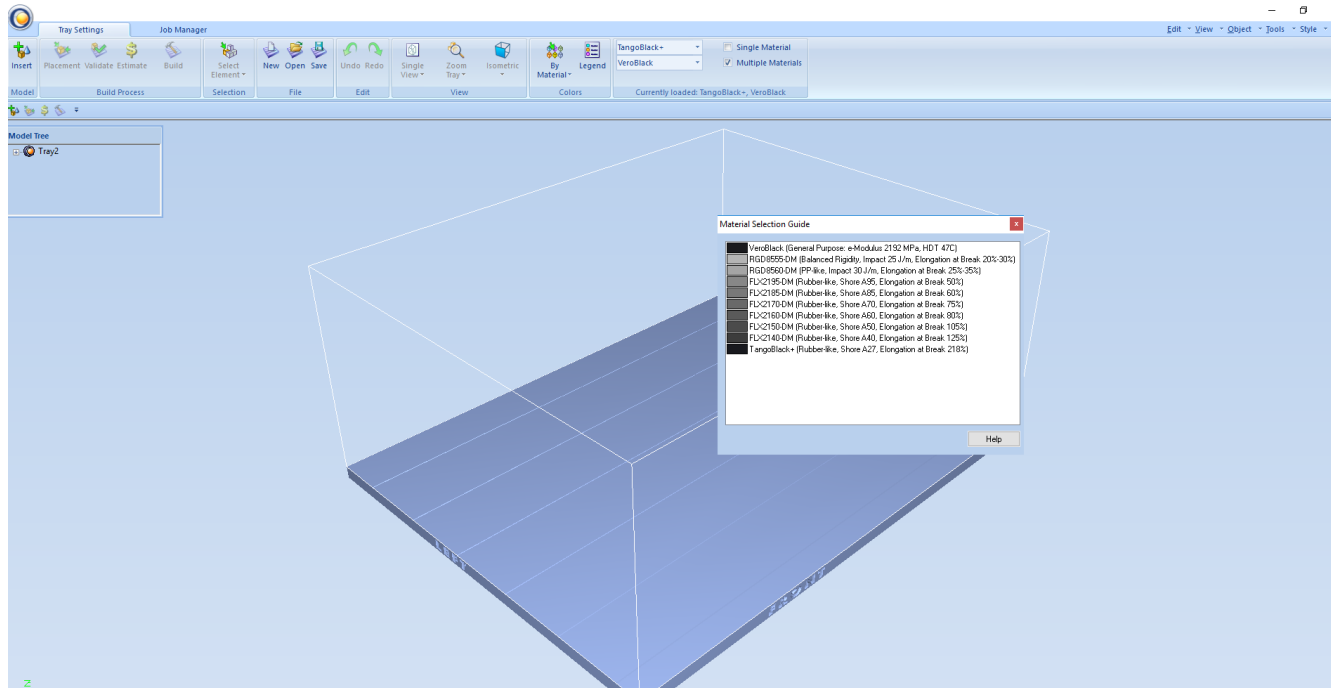 Tray Settings Job Manager Edit View Object Tools Style
TangoBlack+ Single Material
VeroBlack Multiple Materials
Insert Placement Validate Estimate Build Select Element New Open Save Undo Redo Single View Zoom Tray Isometric By Material Legend
Model Build Process Selection File Edit View Colors Currently loaded: TangoBlack+, VeroBlack
Model Tree
Tray2
Material Selection Guide
VeroBlack (General Purpose: e-Modulus 2192 MPa, HDT 47C)
RGD8555-DM (Balanced Rigidity, Impact 25 J/m, Elongation at Break 20%-30%)
RGD8560-DM (PP-like, Impact 30 J/m, Elongation at Break 25%-35%)
FLX2195-DM (Rubber-like, Shore A95, Elongation at Break 50%)
FLX2185-DM (Rubber-like, Shore A85, Elongation at Break 60%)
FLX2170-DM (Rubber-like, Shore A70, Elongation at Break 75%)
FLX2160-DM (Rubber-like, Shore A60, Elongation at Break 80%)
FLX2150-DM (Rubber-like, Shore A50, Elongation at Break 105%)
FLX2140-DM (Rubber-like, Shore A40, Elongation at Break 125%)
TangoBlack+ (Rubber-like, Shore A27, Elongation at Break 218%)
Help
LEFT
Z